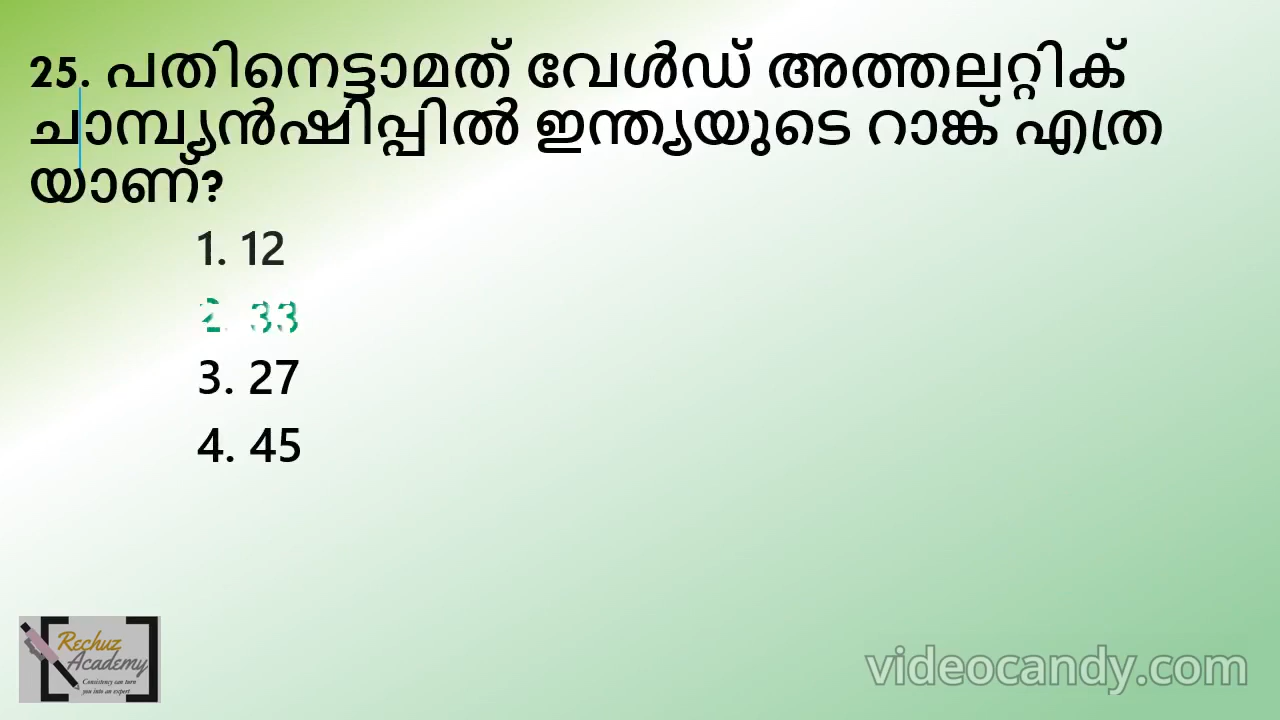 25. പതിനെട്ടാമത് വേൾഡ് അത്തലറ്റിക്
ചാമ്പ്യൻഷിപ്പിൽ ഇന്ത്യയുടെ റാങ്ക് എത്ര
യാണ്?
1. 12
2. 33
3. 27
4. 45
Rechuz
Academy
Consistency can turn
you into an expert
videocandy.com